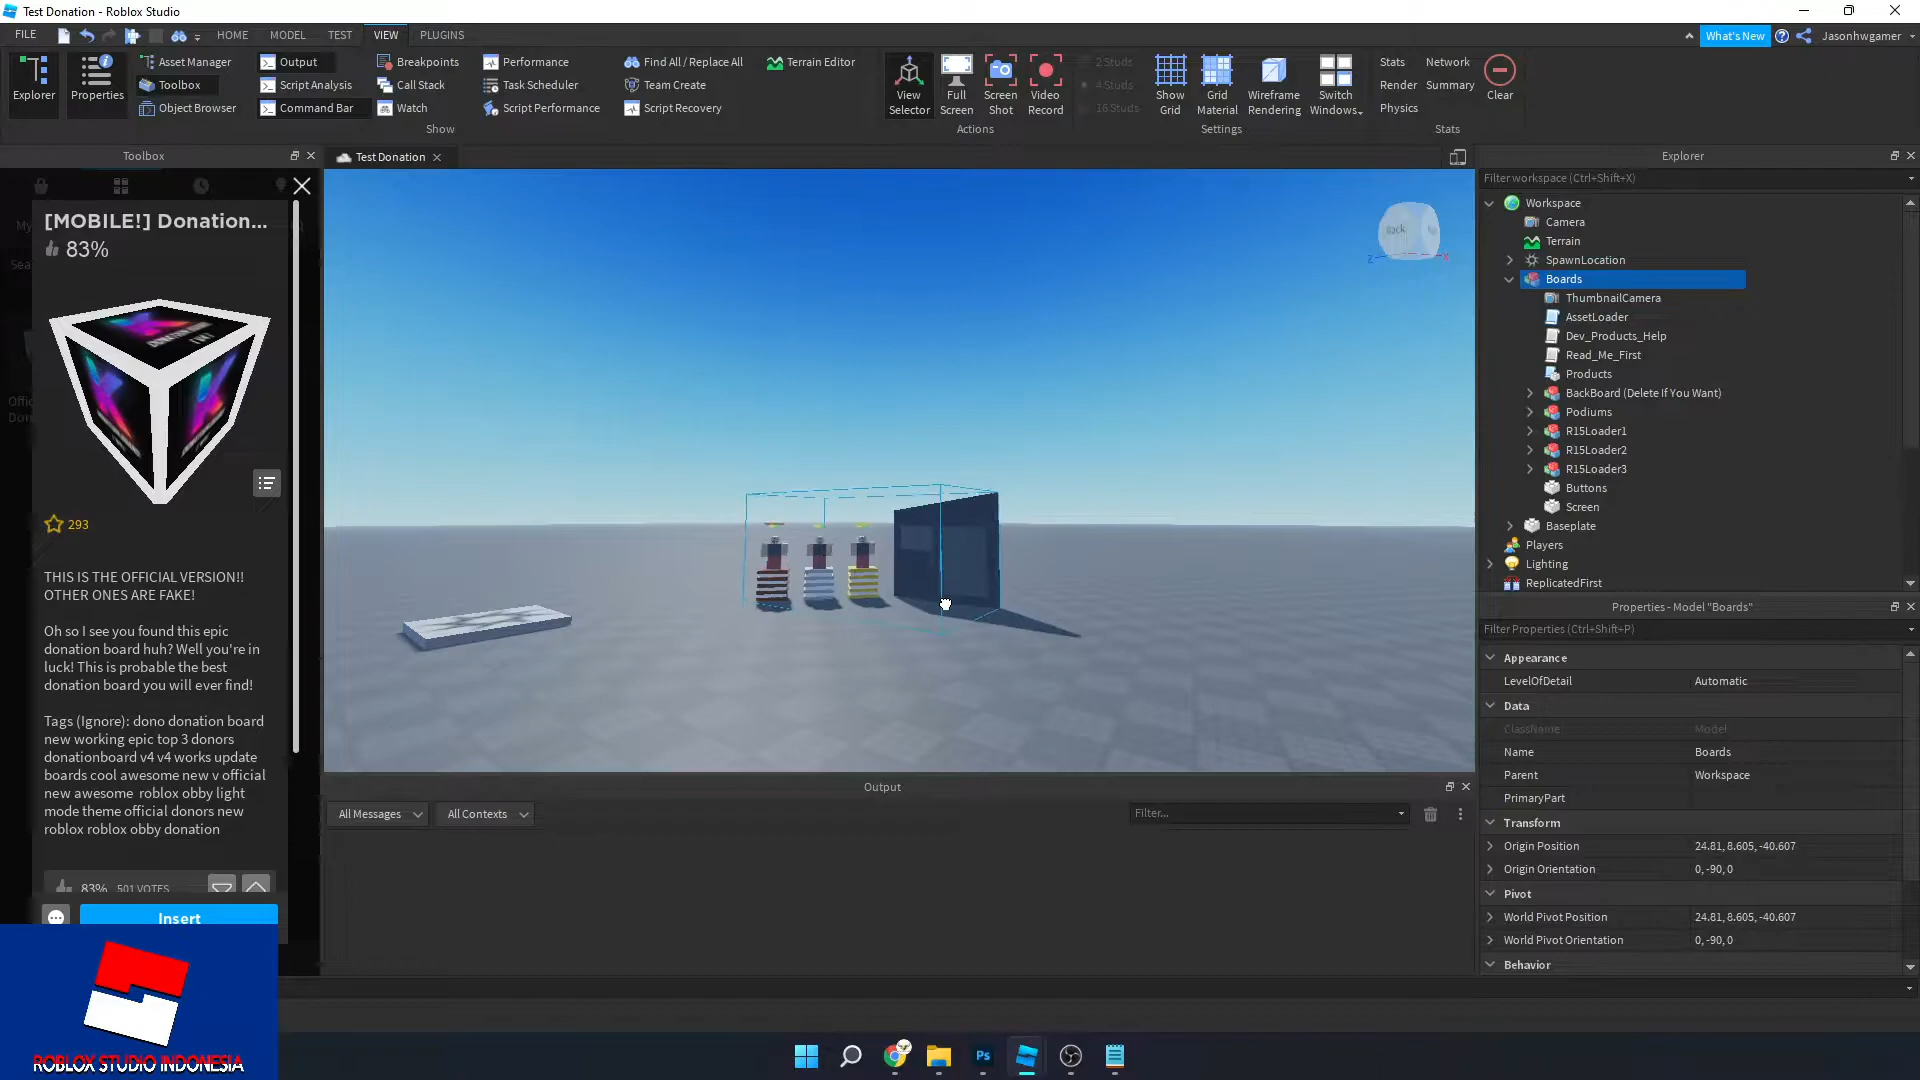 Test Donation - Roblox Studio
FILE
HOME
MODEL
TEST
VIEW
PLUGINS
What's New
Jasonhwgamer
Explorer
Properties
Asset Manager
Toolbox
Object Browser
Output
Script Analysis
Command Bar
Breakpoints
Call Stack
Watch
Performance
Task Scheduler
Script Performance
Find All / Replace All
Team Create
Script Recovery
Terrain Editor
Show
View
Selector
Full
Screen
Screen
Shot
Video
Record
Actions
2 Studs
4 Studs
16 Studs
Show
Grid
Grid
Material
Wireframe
Rendering
Switch
Windows
Settings
Stats
Network
Render
Summary
Physics
Clear
Stats
Toolbox
[MOBILE!] Donation...
83%
293
THIS IS THE OFFICIAL VERSION!!
OTHER ONES ARE FAKE!
Oh so I see you found this epic
donation board huh? Well you're in
luck! This is probable the best
donation board you will ever find!
Tags (Ignore): dono donation board
new working epic top 3 donors
donationboard v4 v4 works update
boards cool awesome new v official
new awesome roblox obby light
mode theme official donors new
roblox roblox obby donation
83% 501 VOTES
Insert
ROBLOX STUDIO INDONESIA
Test Donation
Back
Z
X
Output
All Messages
All Contexts
Filter...
Explorer
Filter workspace (Ctrl+Shift+X)
Workspace
Camera
Terrain
SpawnLocation
Boards
ThumbnailCamera
AssetLoader
Dev_Products_Help
Read_Me_First
Products
BackBoard (Delete If You Want)
Podiums
R15Loader1
R15Loader2
R15Loader3
Buttons
Screen
Baseplate
Players
Lighting
ReplicatedFirst
Properties - Model "Boards"
Filter Properties (Ctrl+Shift+P)
Appearance
LevelOfDetail Automatic
Data
ClassName Model
Name Boards
Parent Workspace
PrimaryPart
Transform
Origin Position 24.81, 8.605, -40.607
Origin Orientation 0, -90, 0
Pivot
World Pivot Position 24.81, 8.605, -40.607
World Pivot Orientation 0, -90, 0
Behavior
Ps